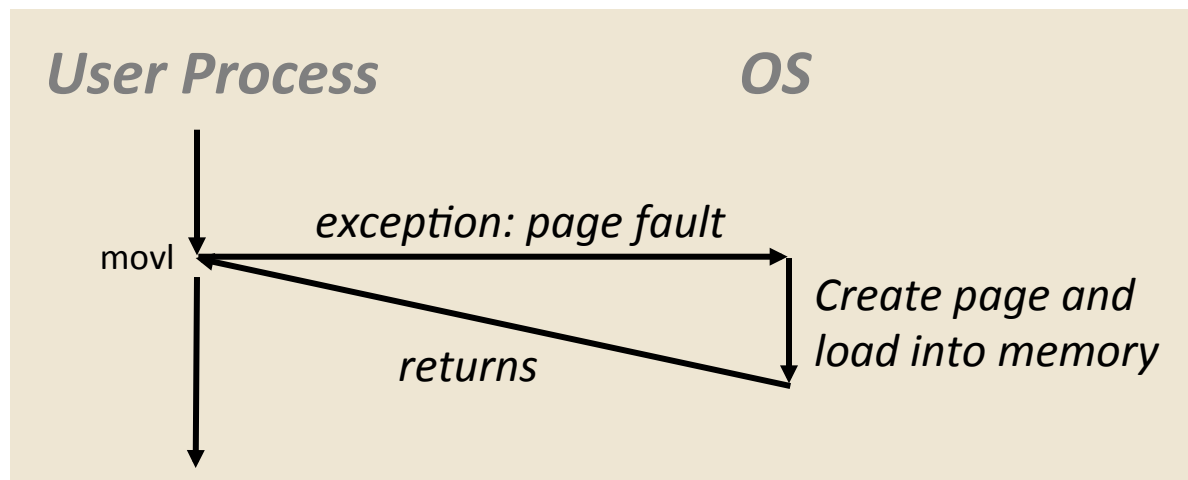 User Process
OS
exception: page fault
movl
Create page and
load into memory
returns